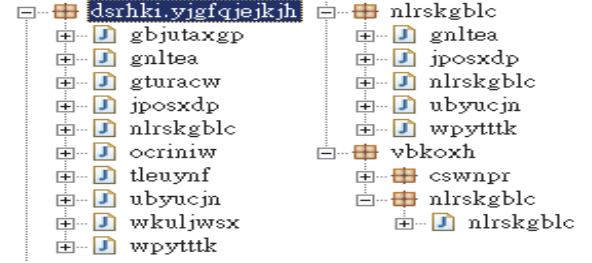 dsrhki.yjgfqjejkjh
gbjutaxgp
gnltea
gturacw
jposxdp
nlrskgblc
ocriniw
tleuynf
ubyucjn
wkuljwsx
wpytttk
nlrskgblc
gnltea
jposxdp
nlrskgblc
ubyucjn
wpytttk
vbkoxh
cswnpr
nlrskgblc
nlrskgblc